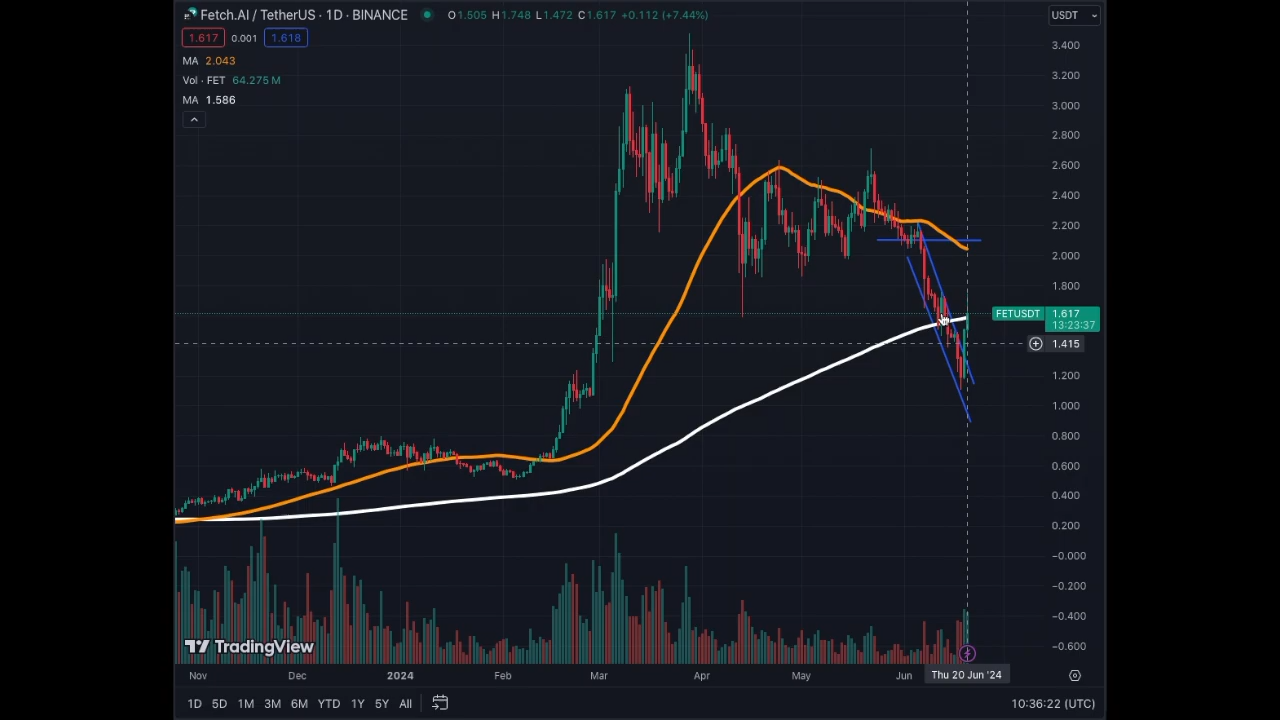 Fetch.AI / TetherUS · 1D · BINANCE O1.505 H1.748 L1.472 C1.617 +0.112 (+7.44%)
USDT
1.617 0.001 1.618
MA 2.043
Vol · FET 64.275 M
MA 1.586
3.400
3.200
3.000
2.800
2.600
2.400
2.200
2.000
1.800
FETUSDT 1.617
13:23:37
1.415
1.200
1.000
0.800
0.600
0.400
0.200
−0.000
−0.200
−0.400
−0.600
TradingView
Nov Dec 2024 Feb Mar Apr May Jun Thu 20 Jun '24
1D 5D 1M 3M 6M YTD 1Y 5Y All 10:36:22 (UTC)